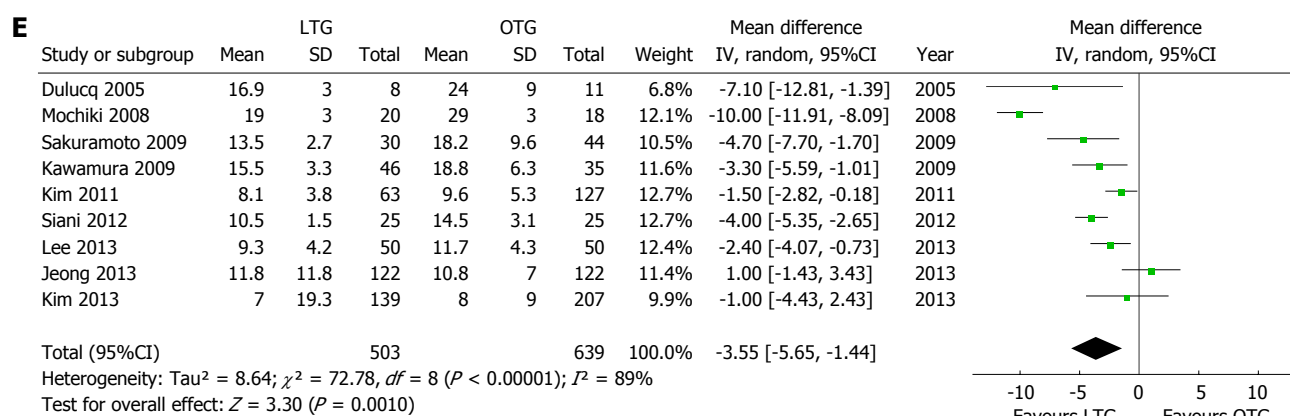 E
LTG OTG Mean difference Mean difference
Study or subgroup Mean SD Total Mean SD Total Weight IV, random, 95%CI Year IV, random, 95%CI
Dulucq 2005 16.9 3 8 24 9 11 6.8% -7.10 [-12.81, -1.39] 2005
Mochiki 2008 19 3 20 29 3 18 12.1% -10.00 [-11.91, -8.09] 2008
Sakuramoto 2009 13.5 2.7 30 18.2 9.6 44 10.5% -4.70 [-7.70, -1.70] 2009
Kawamura 2009 15.5 3.3 46 18.8 6.3 35 11.6% -3.30 [-5.59, -1.01] 2009
Kim 2011 8.1 3.8 63 9.6 5.3 127 12.7% -1.50 [-2.82, -0.18] 2011
Siani 2012 10.5 1.5 25 14.5 3.1 25 12.7% -4.00 [-5.35, -2.65] 2012
Lee 2013 9.3 4.2 50 11.7 4.3 50 12.4% -2.40 [-4.07, -0.73] 2013
Jeong 2013 11.8 11.8 122 10.8 7 122 11.4% 1.00 [-1.43, 3.43] 2013
Kim 2013 7 19.3 139 8 9 207 9.9% -1.00 [-4.43, 2.43] 2013
Total (95%CI) 503 639 100.0% -3.55 [-5.65, -1.44]
Heterogeneity: Tau² = 8.64; χ² = 72.78, df = 8 (P < 0.00001); I² = 89%
Test for overall effect: Z = 3.30 (P = 0.0010)
-10 -5 0 5 10
Favours LTG Favours OTG